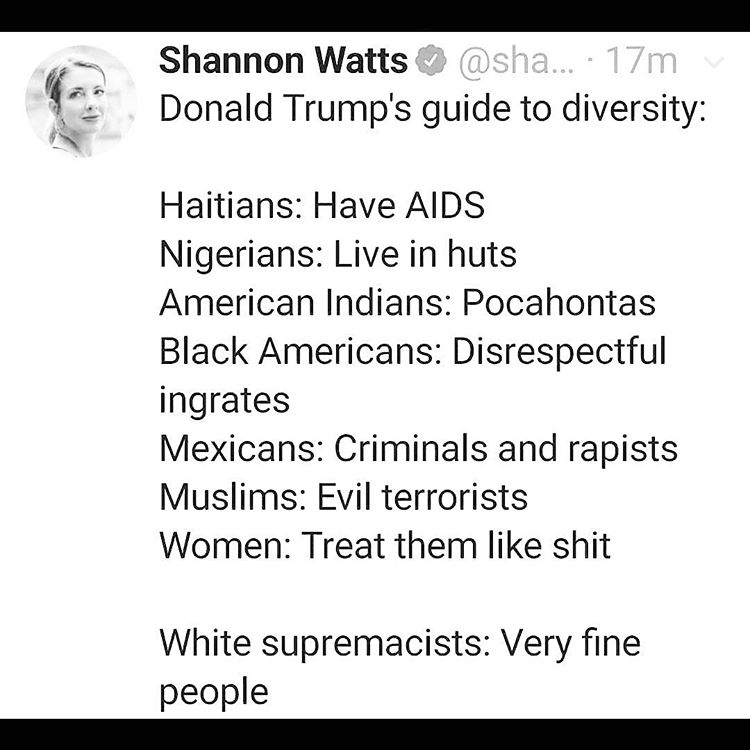 Shannon Watts @sha... · 17m
Donald Trump's guide to diversity:
Haitians: Have AIDS
Nigerians: Live in huts
American Indians: Pocahontas
Black Americans: Disrespectful
ingrates
Mexicans: Criminals and rapists
Muslims: Evil terrorists
Women: Treat them like shit
White supremacists: Very fine
people